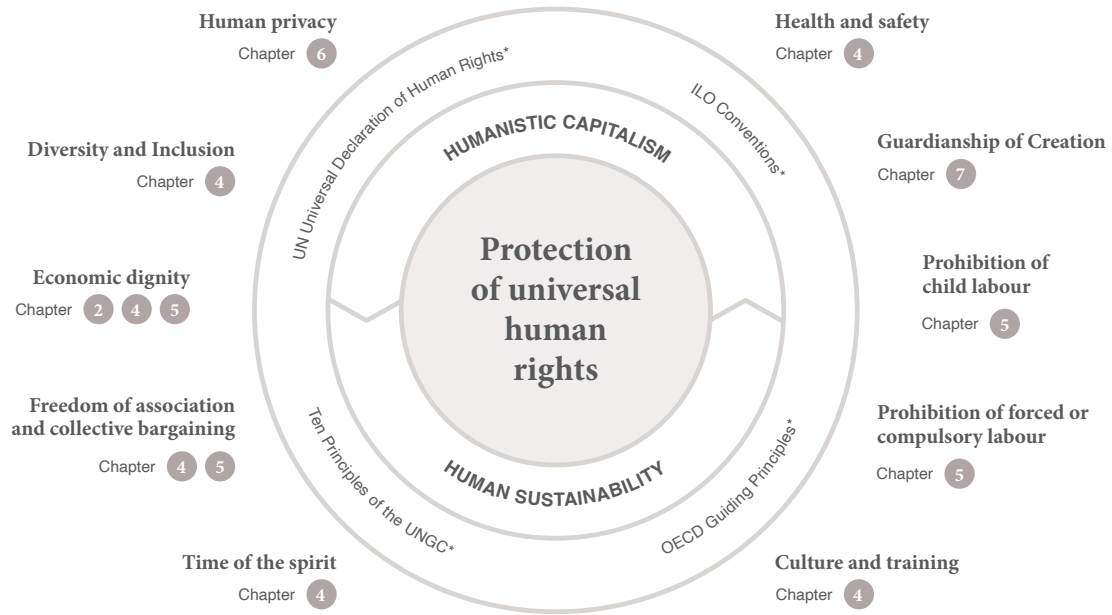 Human privacy
Chapter 6
Diversity and Inclusion
Chapter 4
Economic dignity
Chapter 2 4 5
Freedom of association
and collective bargaining
Chapter 4 5
Time of the spirit
Chapter 4
UN Universal Declaration of Human Rights*
ILO Conventions*
HUMANISTIC CAPITALISM
Protection
of universal
human
rights
HUMAN SUSTAINABILITY
Ten Principles of the UNGC*
OECD Guiding Principles*
Health and safety
Chapter 4
Guardianship of Creation
Chapter 7
Prohibition of
child labour
Chapter 5
Prohibition of forced or
compulsory labour
Chapter 5
Culture and training
Chapter 4